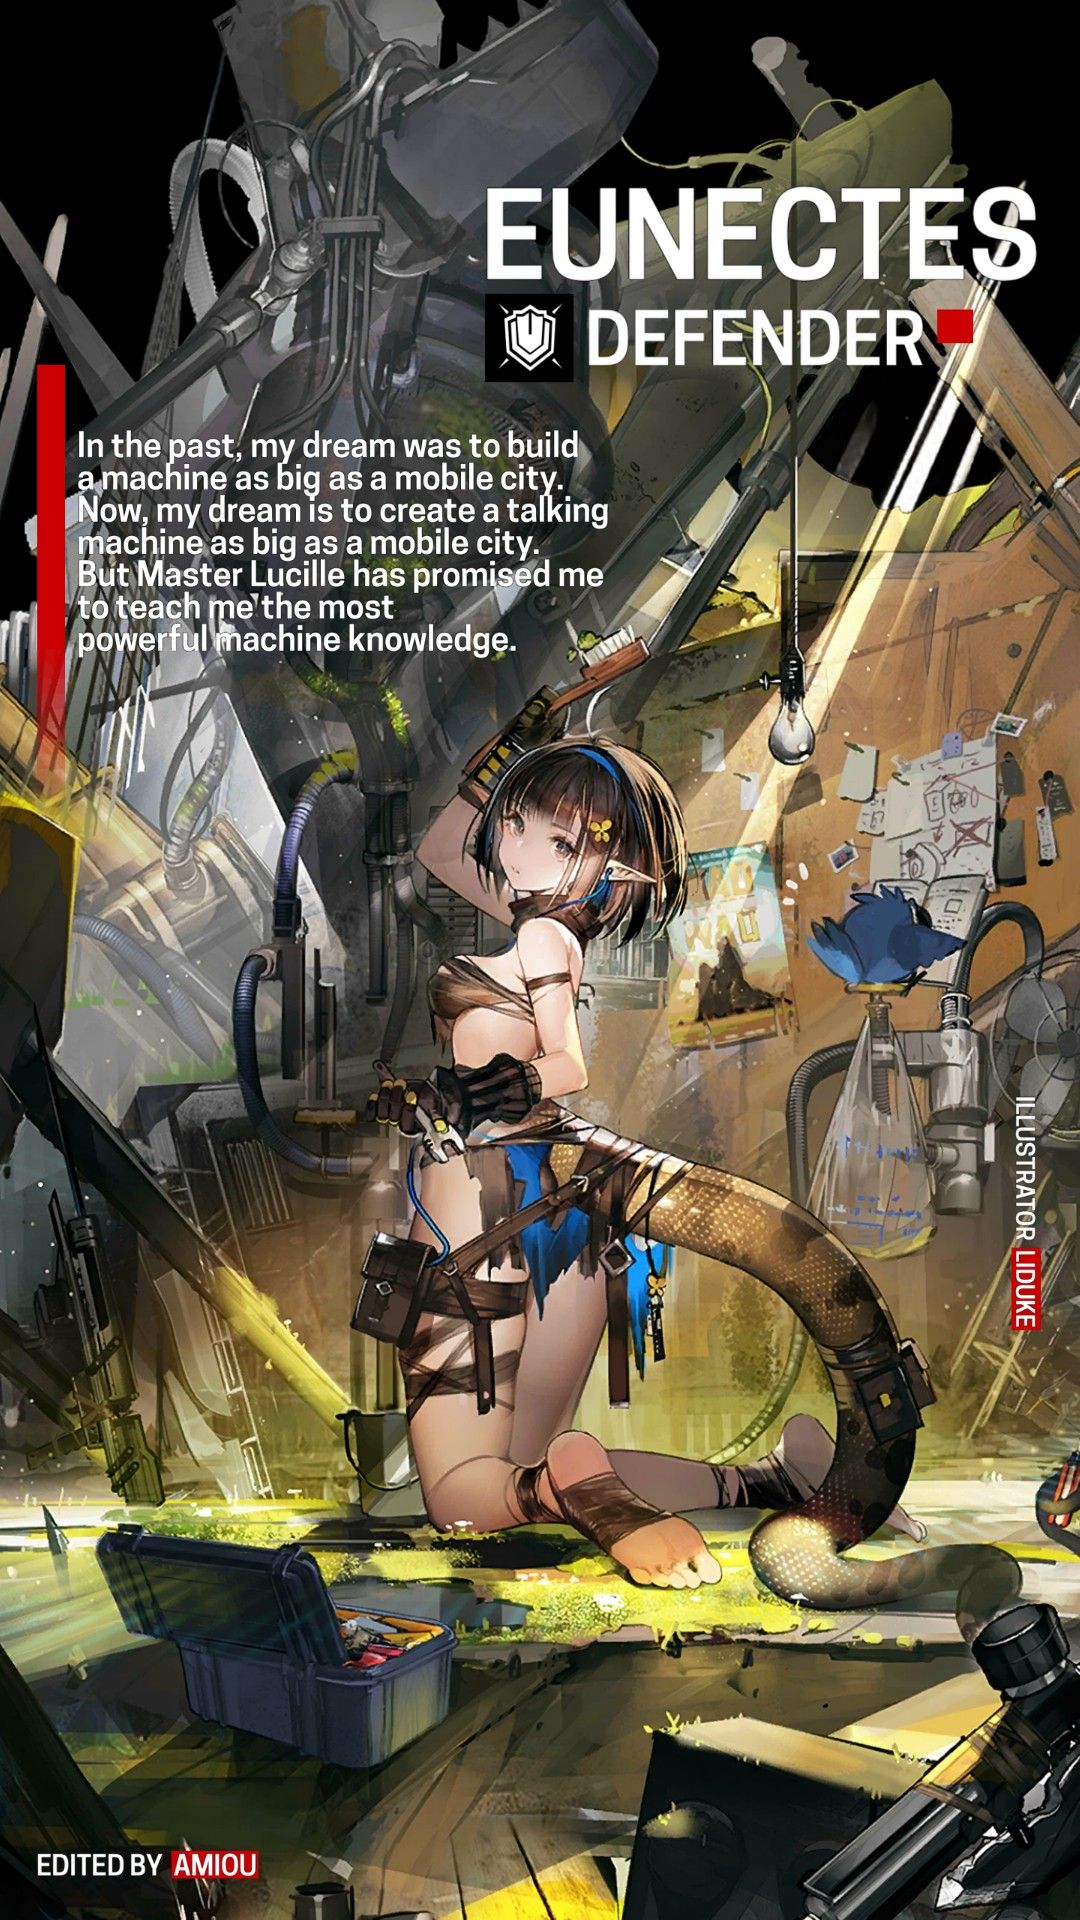 EUNECTES
DEFENDER
In the past, my dream was to build
a machine as big as a mobile city.
Now, my dream is to create a talking
machine as big as a mobile city.
But Master Lucille has promised me
to teach me the most
powerful machine knowledge.
ILLUSTRATOR LIDUKE
EDITED BY AMIOU